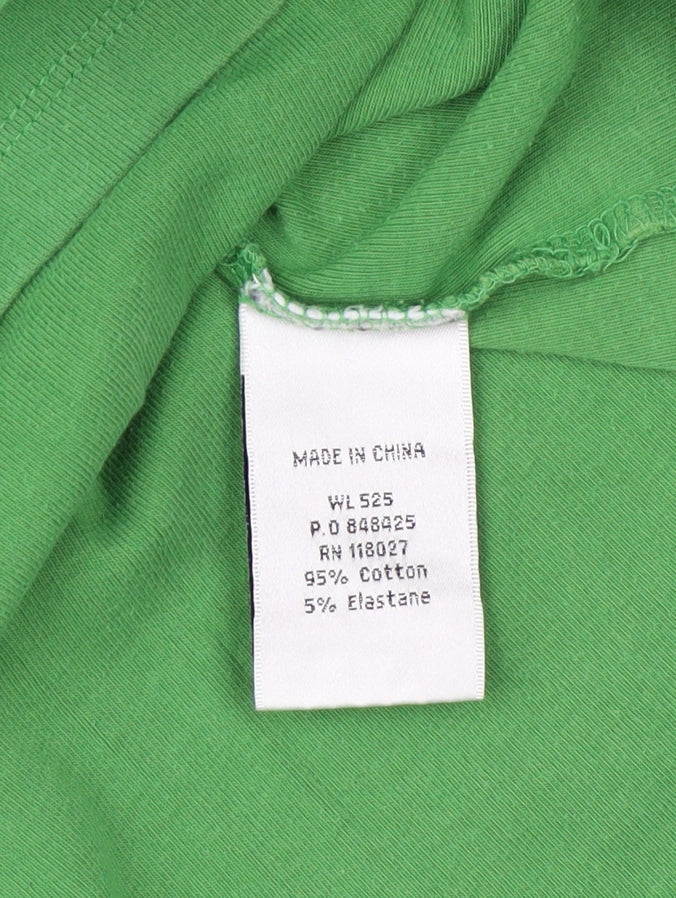 MADE IN CHINA
WL 525
P.O 848425
RN 118027
95% Cotton
5% Elastane